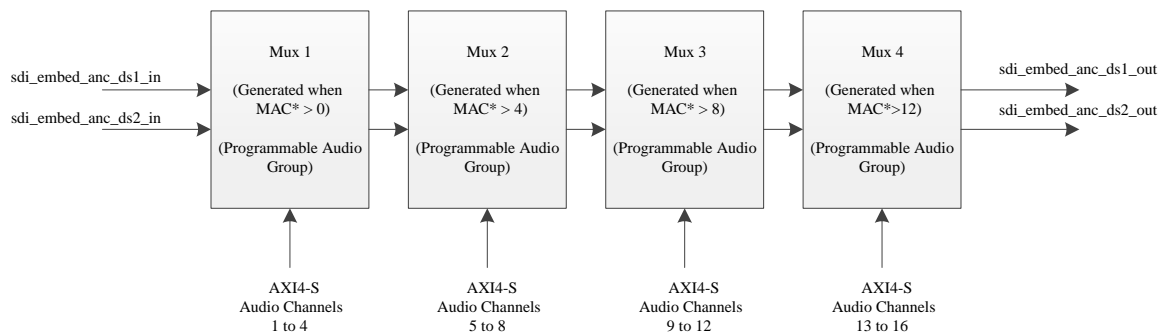 sdi_embed_anc_ds1_in
sdi_embed_anc_ds2_in
Mux 1
(Generated when
MAC* > 0)
(Programmable Audio
Group)
Mux 2
(Generated when
MAC* > 4)
(Programmable Audio
Group)
Mux 3
(Generated when
MAC* > 8)
(Programmable Audio
Group)
Mux 4
(Generated when
MAC*>12)
(Programmable Audio
Group)
sdi_embed_anc_ds1_out
sdi_embed_anc_ds2_out
AXI4-S
Audio Channels
1 to 4
AXI4-S
Audio Channels
5 to 8
AXI4-S
Audio Channels
9 to 12
AXI4-S
Audio Channels
13 to 16